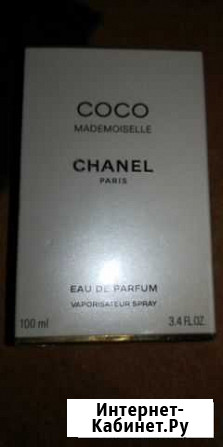 COCO
MADEMOISELLE
CHANEL
PARIS
EAU DE PARFUM
VAPORISATEUR SPRAY
100 ml 3.4 FL.OZ.
Интернет-
Кабинет.Ру